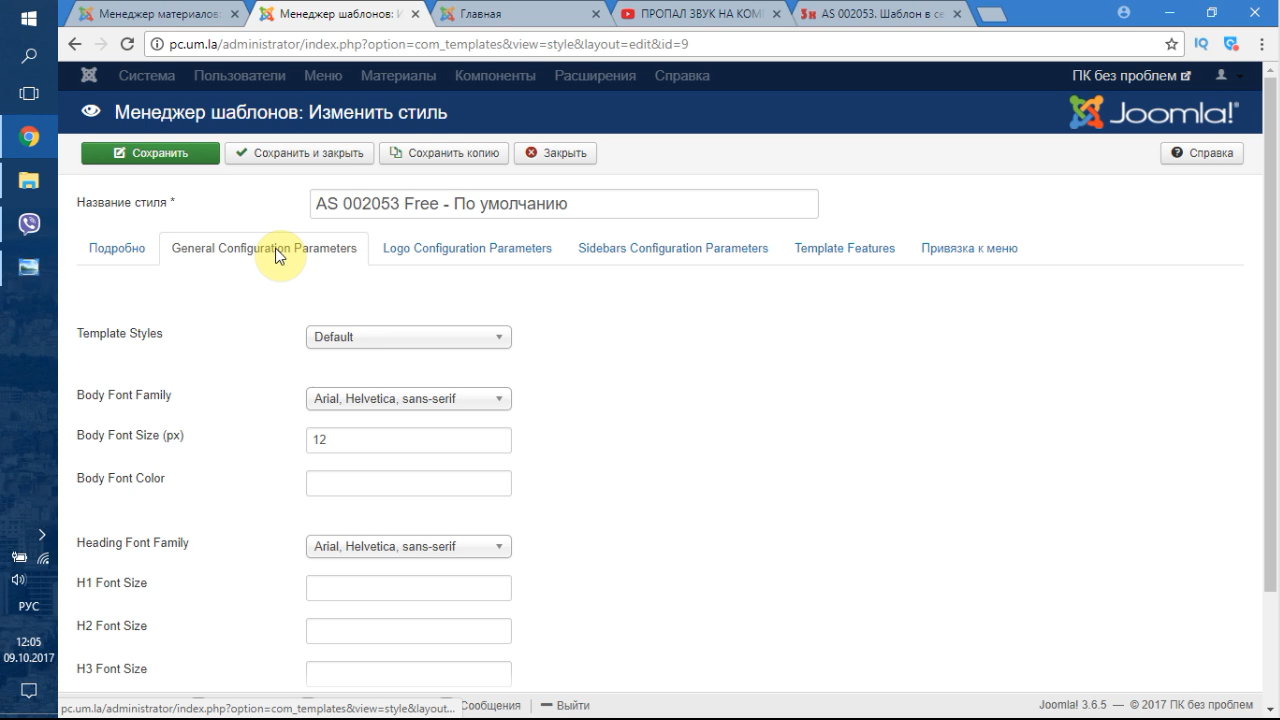 Менеджер материалов:
Менеджер шаблонов: И
Главная
ПРОПАЛ ЗВУК НА КОМП
AS 002053. Шаблон в се
pc.um.la/administrator/index.php?option=com_templates&view=style&layout=edit&id=9
Система Пользователи Меню Материалы Компоненты Расширения Справка ПК без проблем
Менеджер шаблонов: Изменить стиль Joomla!
Сохранить Сохранить и закрыть Сохранить копию Закрыть Справка
Название стиля * AS 002053 Free - По умолчанию
Подробно General Configuration Parameters Logo Configuration Parameters Sidebars Configuration Parameters Template Features Привязка к меню
Template Styles Default
Body Font Family Arial, Helvetica, sans-serif
Body Font Size (px) 12
Body Font Color
Heading Font Family Arial, Helvetica, sans-serif
H1 Font Size
H2 Font Size
H3 Font Size
РУС
12:05
09.10.2017
pc.um.la/administrator/index.php?option=com_templates&view=style&layout... Сообщения Выйти Joomla! 3.6.5 — © 2017 ПК без проблем